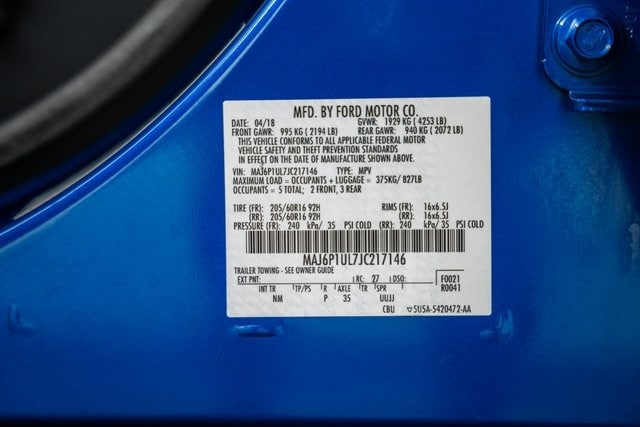 MFD. BY FORD MOTOR CO.
DATE: 04/18 GVWR: 1929 KG ( 4253 LB)
FRONT GAWR: 995 KG ( 2194 LB) REAR GAWR: 940 KG ( 2072 LB)
THIS VEHICLE CONFORMS TO ALL APPLICABLE FEDERAL MOTOR
VEHICLE SAFETY AND THEFT PREVENTION STANDARDS
IN EFFECT ON THE DATE OF MANUFACTURE SHOWN ABOVE.
VIN: MAJ6P1UL7JC217146 TYPE: MPV
MAXIMUM LOAD = OCCUPANTS + LUGGAGE = 375KG/ 827LB
OCCUPANTS = 5 TOTAL; 2 FRONT, 3 REAR
TIRE (FR): 205/60R16 92H RIMS (FR): 16x6.5J
(RR): 205/60R16 92H (RR): 16x6.5J
PRESSURE (FR): 240 kPa/ 35 PSI COLD (RR): 240 kPa/ 35 PSI COLD
MAJ6P1UL7JC217146
TRAILER TOWING - SEE OWNER GUIDE
EXT PNT: RC: 27 DSO: F0021
INT TR TP/PS R AXLE TR SPR R0041
NM P 35 UUJJ
CBU 5U5A-5420472-AA